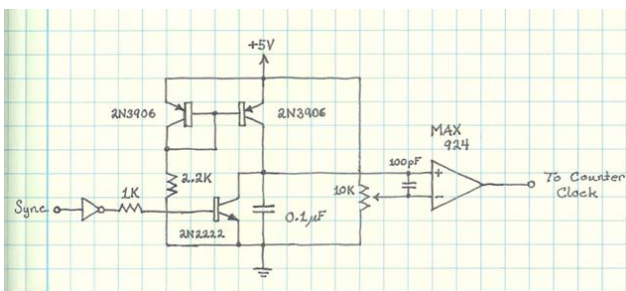 +5V
2N3906
2N3906
MAX
924
100pF
+
-
To Counter
Clock
2.2K
1K
10K
Sync
0.1µF
2N2222